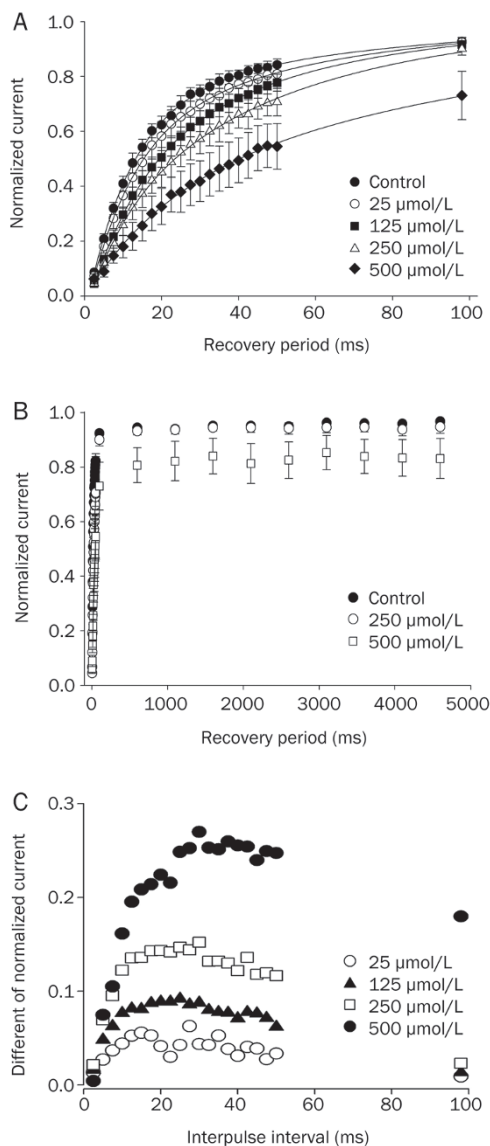 A
Normalized current
1.0
0.8
0.6
0.4
0.2
0.0
Control
25 μmol/L
125 μmol/L
250 μmol/L
500 μmol/L
0 20 40 60 80 100
Recovery period (ms)
B
Normalized current
1.0
0.8
0.6
0.4
0.2
0.0
Control
250 μmol/L
500 μmol/L
0 1000 2000 3000 4000 5000
Recovery period (ms)
C
Different of normalized current
0.3
0.2
0.1
0.0
25 μmol/L
125 μmol/L
250 μmol/L
500 μmol/L
0 20 40 60 80 100
Interpulse interval (ms)